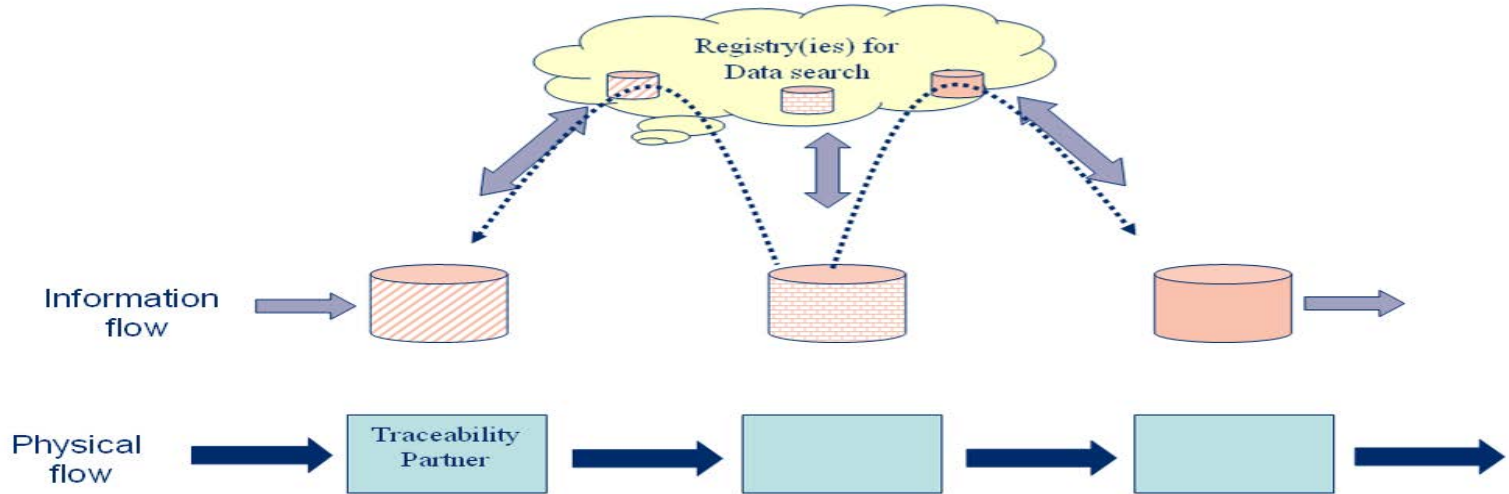 Registry(ies) for
Data search
Information
flow
Physical
flow
Traceability
Partner